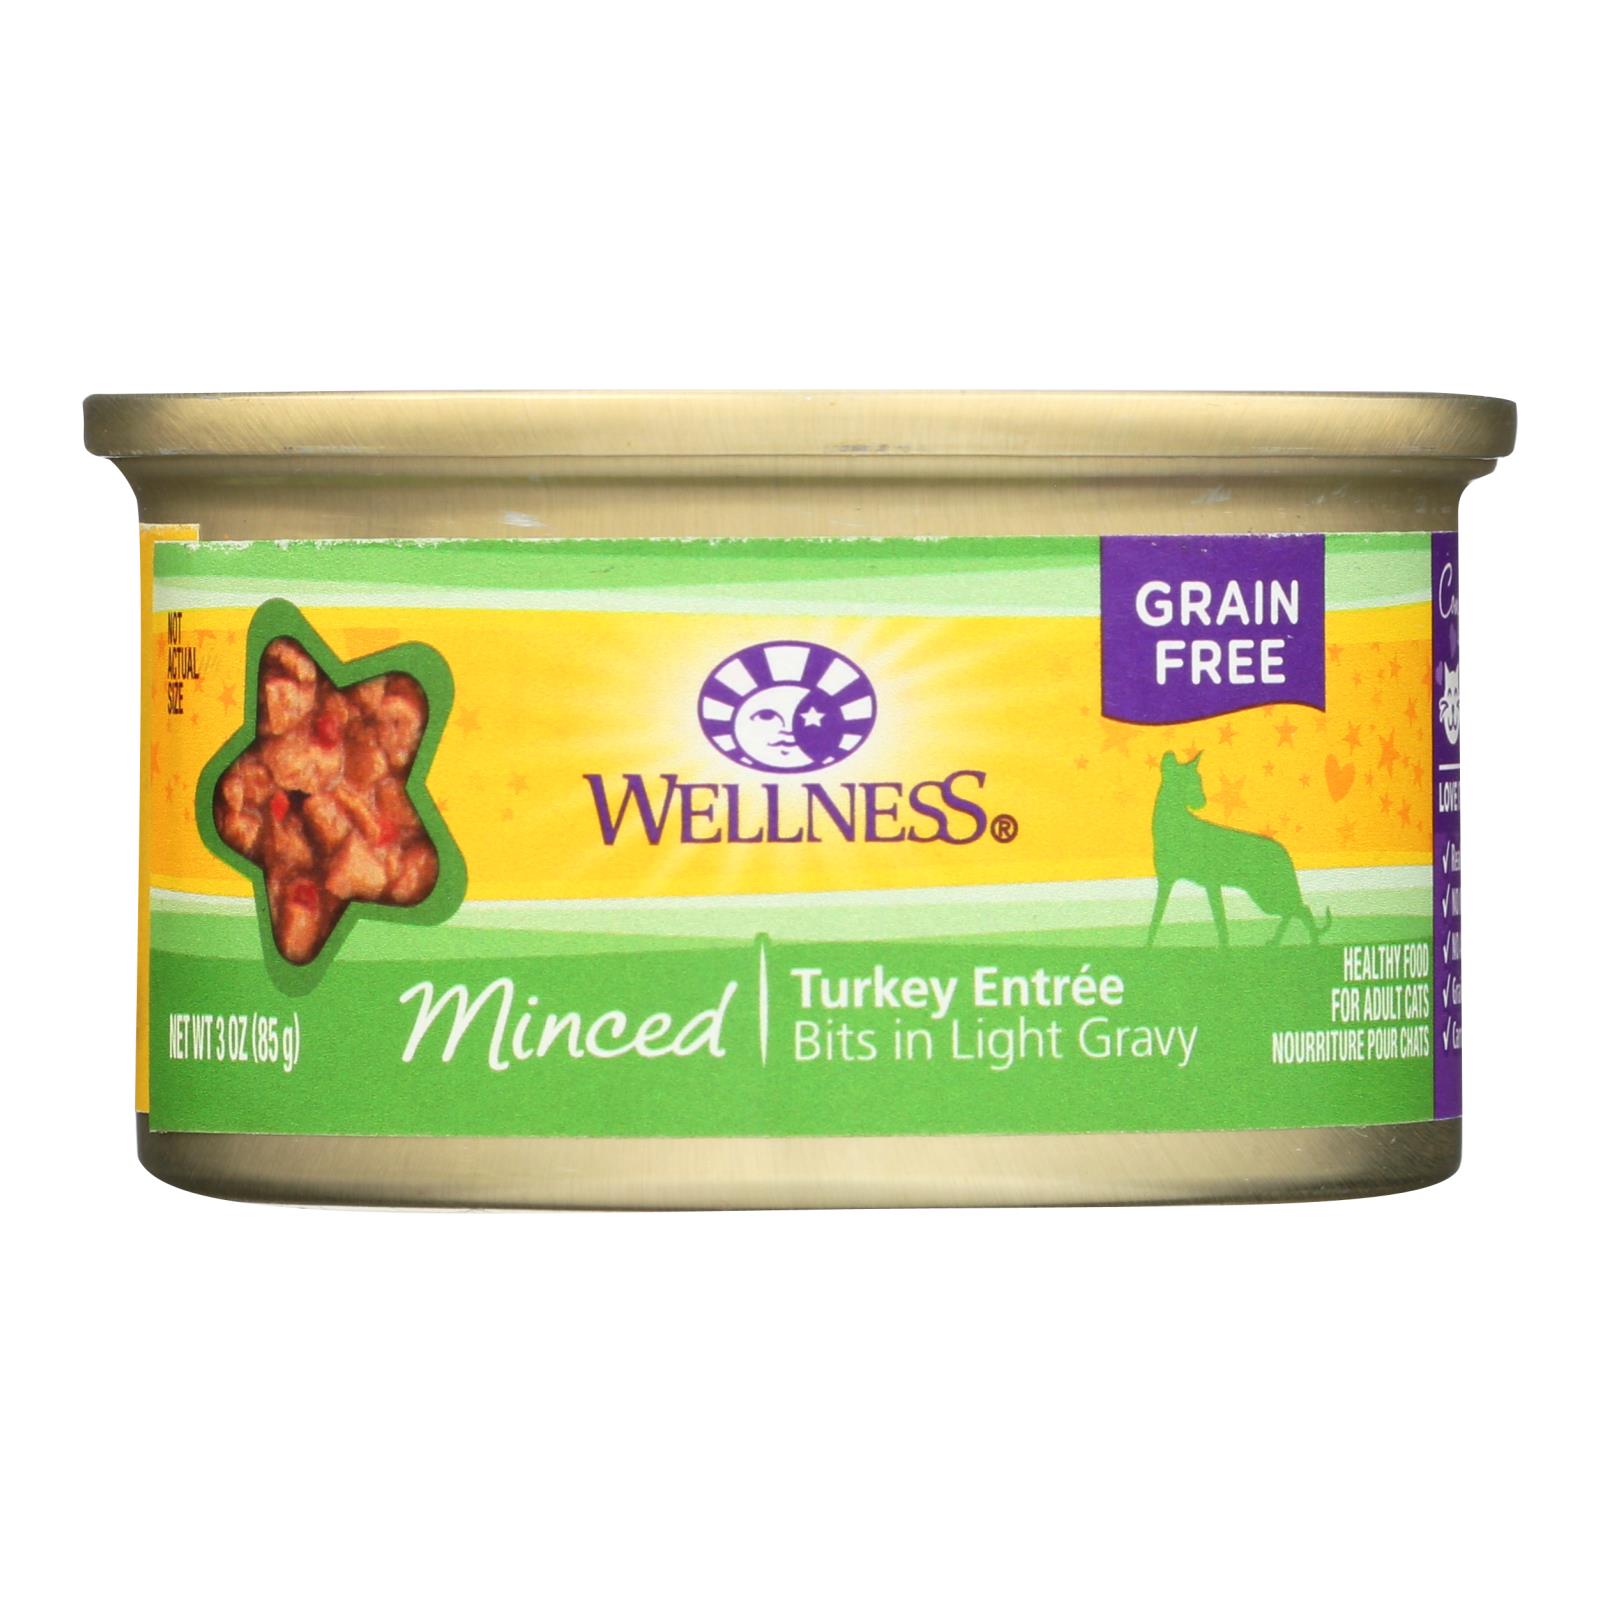 NOT
ACTUAL
SIZE
GRAIN
FREE
WELLNESS®
Minced
Turkey Entrée
Bits in Light Gravy
NET WT 3 OZ (85 g)
HEALTHY FOOD
FOR ADULT CATS
NOURRITURE POUR CHATS
LOVE